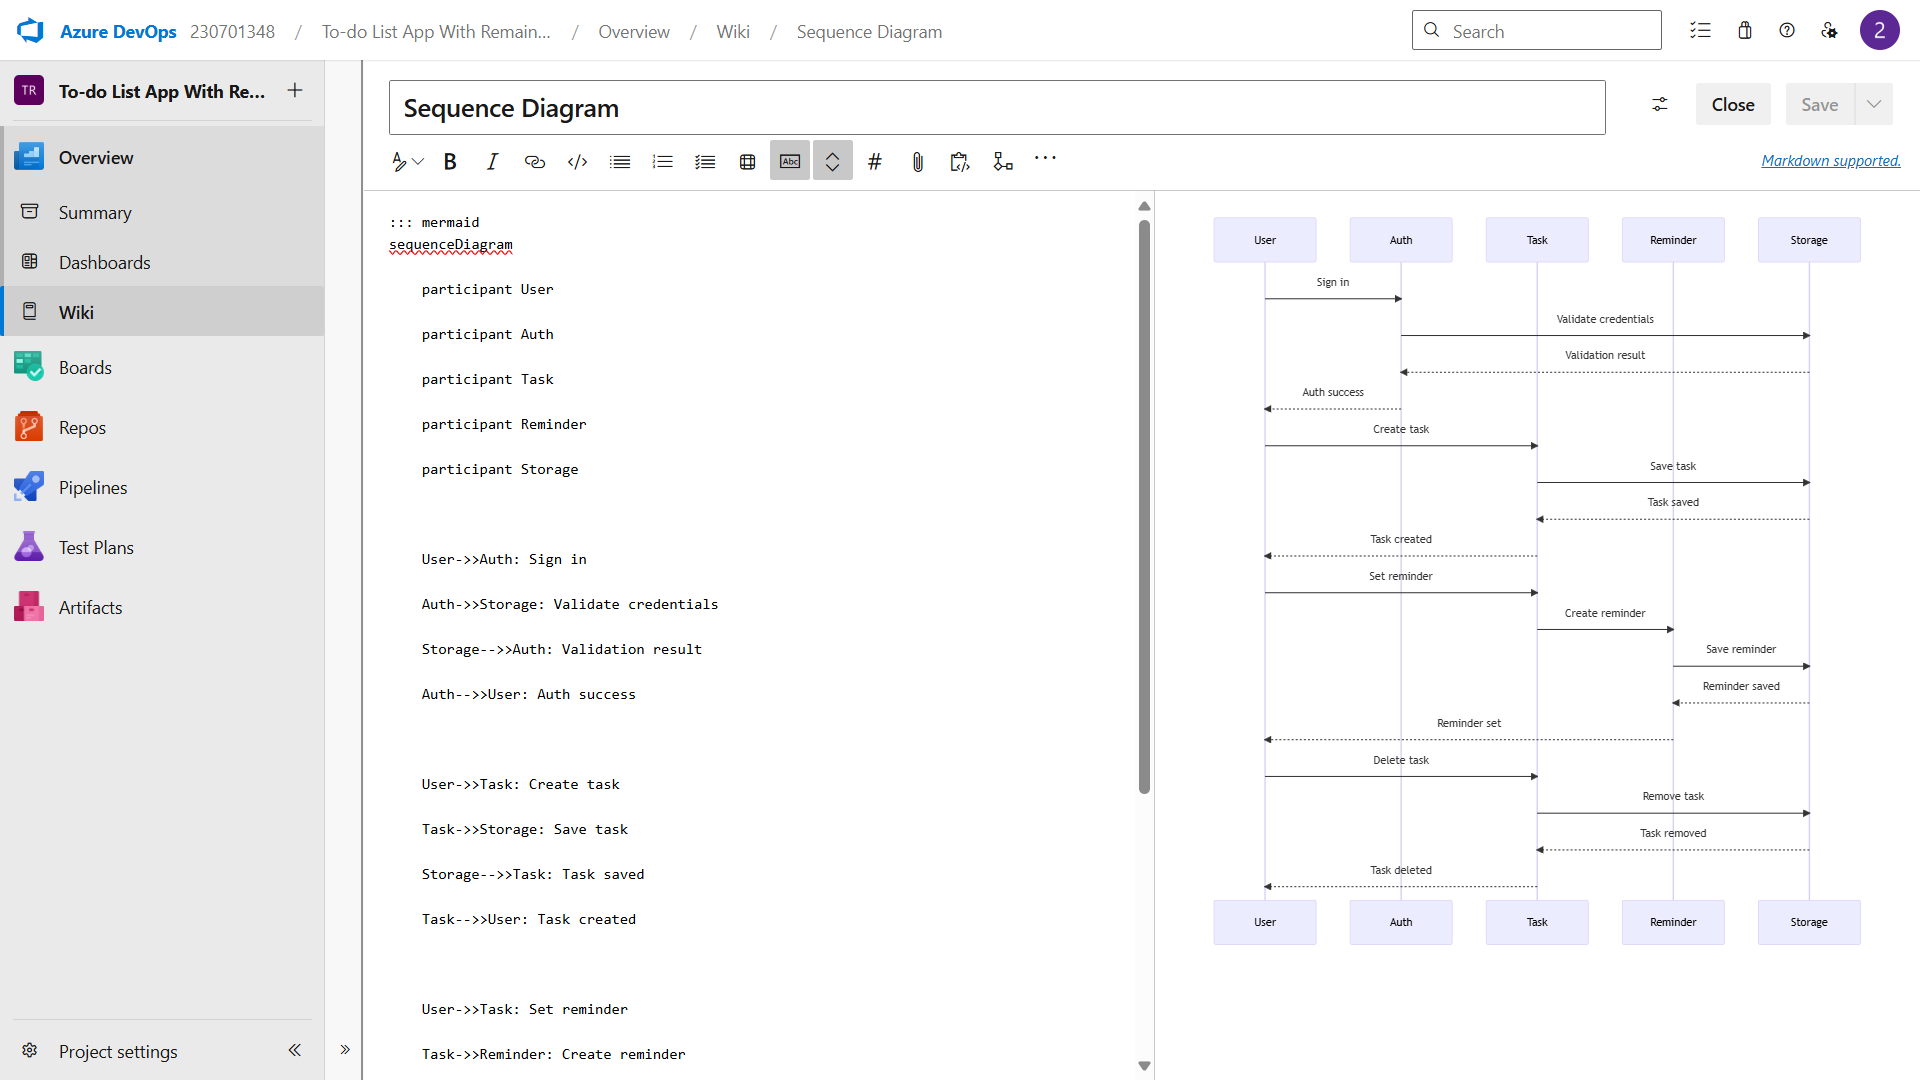 Azure DevOps 230701348 / To-do List App With Remain... / Overview / Wiki / Sequence Diagram
Search
2
TR To-do List App With Re...
Overview
Summary
Dashboards
Wiki
Boards
Repos
Pipelines
Test Plans
Artifacts
Project settings
Sequence Diagram
Close
Save
Abc
Markdown supported.
::: mermaid
sequenceDiagram
participant User
participant Auth
participant Task
participant Reminder
participant Storage
User->>Auth: Sign in
Auth->>Storage: Validate credentials
Storage-->>Auth: Validation result
Auth-->>User: Auth success
User->>Task: Create task
Task->>Storage: Save task
Storage-->>Task: Task saved
Task-->>User: Task created
User->>Task: Set reminder
Task->>Reminder: Create reminder
User Auth Task Reminder Storage
Sign in
Validate credentials
Validation result
Auth success
Create task
Save task
Task saved
Task created
Set reminder
Create reminder
Save reminder
Reminder saved
Reminder set
Delete task
Remove task
Task removed
Task deleted
User Auth Task Reminder Storage